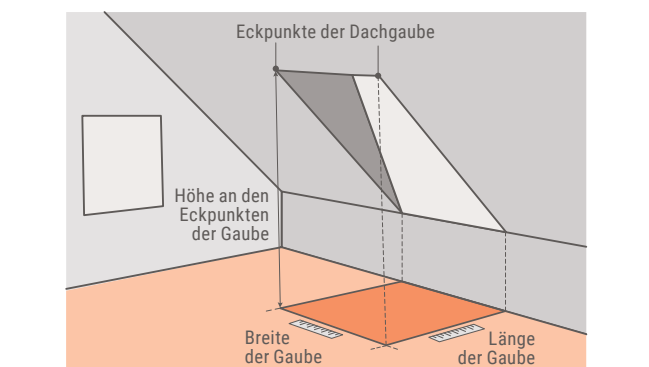 Eckpunkte der Dachgaube
Höhe an den
Eckpunkten
der Gaube
Breite
der Gaube
Länge
der Gaube